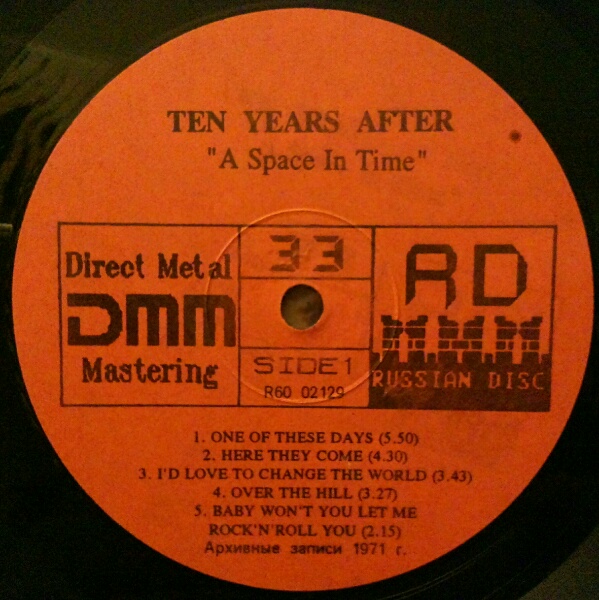 TEN YEARS AFTER
"A Space In Time"
Direct Metal
DMM
Mastering
33
SIDE 1
R60 02129
RD
RUSSIAN DISC
1. ONE OF THESE DAYS (5.50)
2. HERE THEY COME (4.30)
3. I'D LOVE TO CHANGE THE WORLD (3.43)
4. OVER THE HILL (3.27)
5. BABY WON'T YOU LET ME
ROCK'N'ROLL YOU (2.15)
Архивные записи 1971 г.